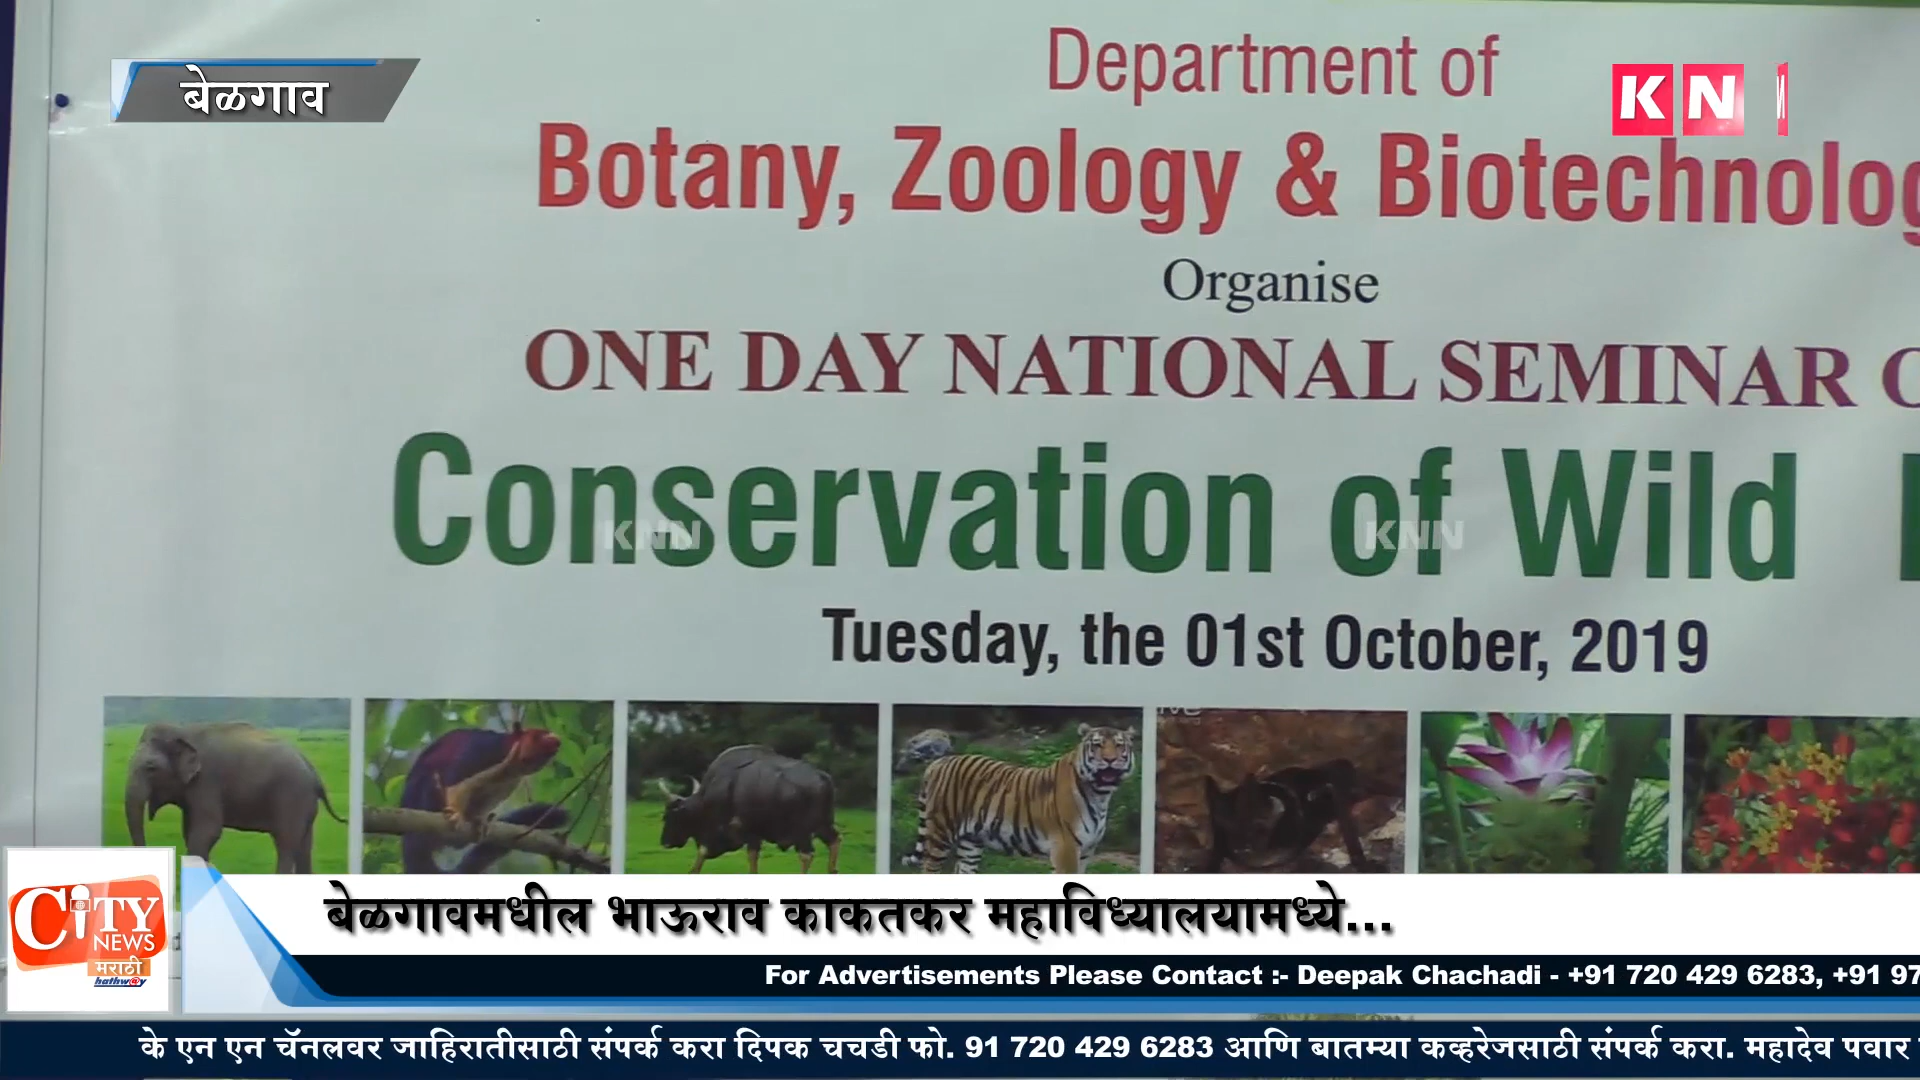 बेळगाव
KN
Department of
Botany, Zoology & Biotechnolog
Organise
ONE DAY NATIONAL SEMINAR
Conservation of Wild
KNN KNN
Tuesday, the 01st October, 2019
CITY
NEWS
मराठी
hathway
बेळगावमधील भाऊराव काकतकर महाविध्यालयामध्ये...
For Advertisements Please Contact :- Deepak Chachadi - +91 720 429 6283, +91 97
के एन एन चॅनलवर जाहिरातीसाठी संपर्क करा दिपक चचडी फो. 91 720 429 6283 आणि बातम्या कव्हरेजसाठी संपर्क करा. महादेव पवार